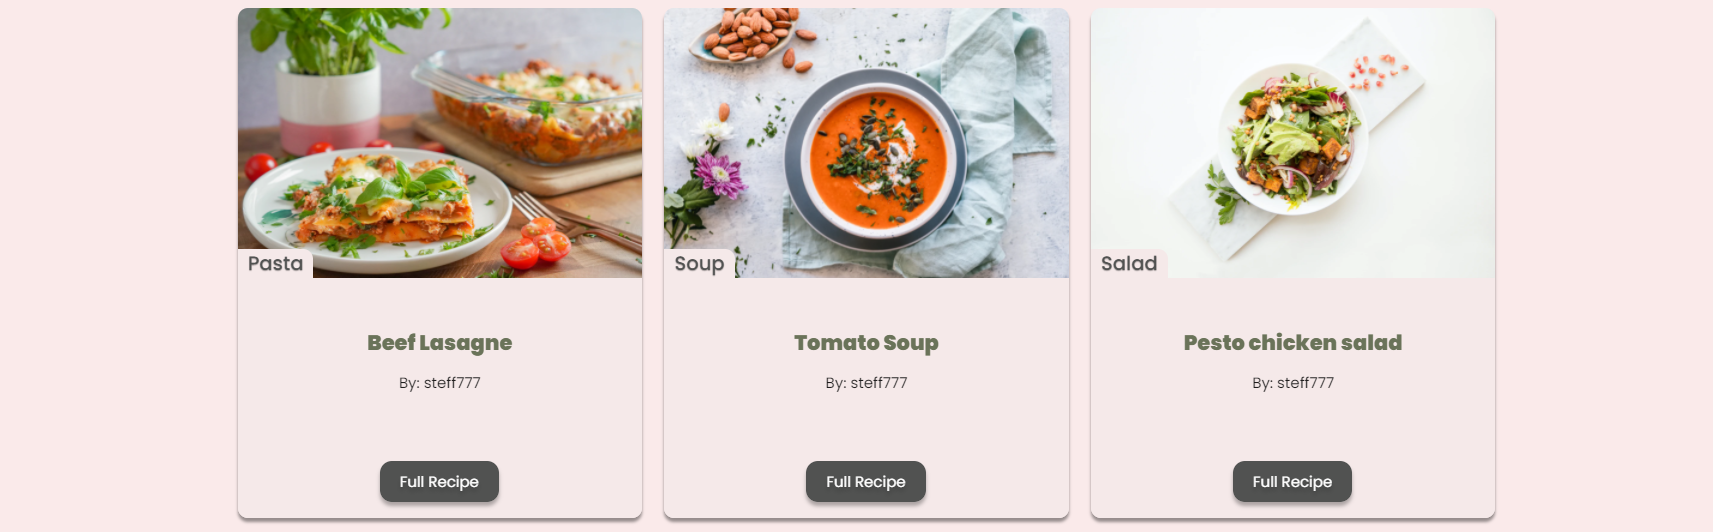 Pasta
Beef Lasagne
By: steff777
Full Recipe
Soup
Tomato Soup
By: steff777
Full Recipe
Salad
Pesto chicken salad
By: steff777
Full Recipe